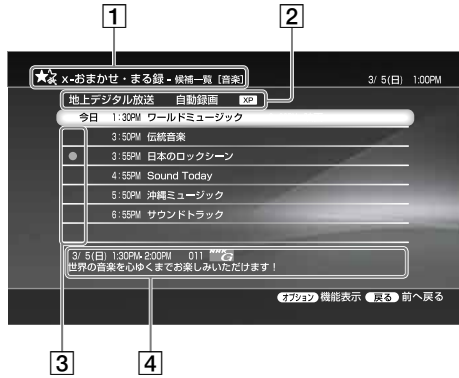 1
2
x-おまかせ・まる録 - 候補一覧 [音楽]
3/ 5(日) 1:00PM
地上デジタル放送 自動録画 XP
今日 1:30PM ワールドミュージック
3:50PM 伝統音楽
3:55PM 日本のロックシーン
4:55PM Sound Today
5:50PM 沖縄ミュージック
6:55PM サウンドトラック
3/ 5(日) 1:30PM-2:00PM 011 NHK G
世界の音楽を心ゆくまでお楽しみいただけます!
オプション 機能表示 戻る 前へ戻る
3
4